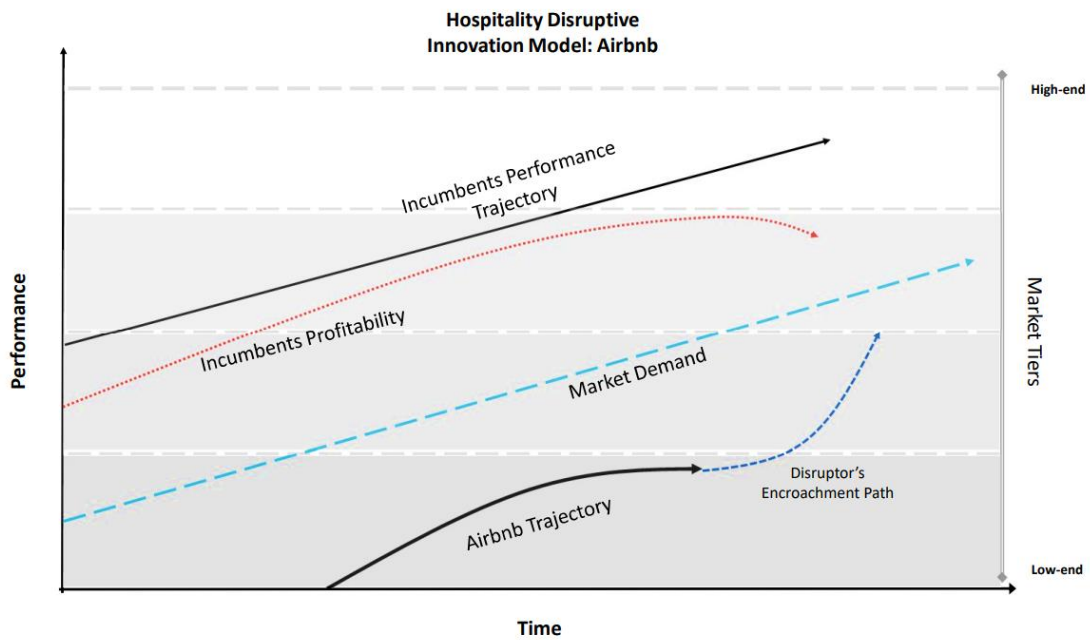 Hospitality Disruptive
Innovation Model: Airbnb
High-end
Incumbents Performance
Trajectory
Incumbents Profitability
Market Demand
Market Tiers
Performance
Disruptor's
Encroachment Path
Airbnb Trajectory
Low-end
Time